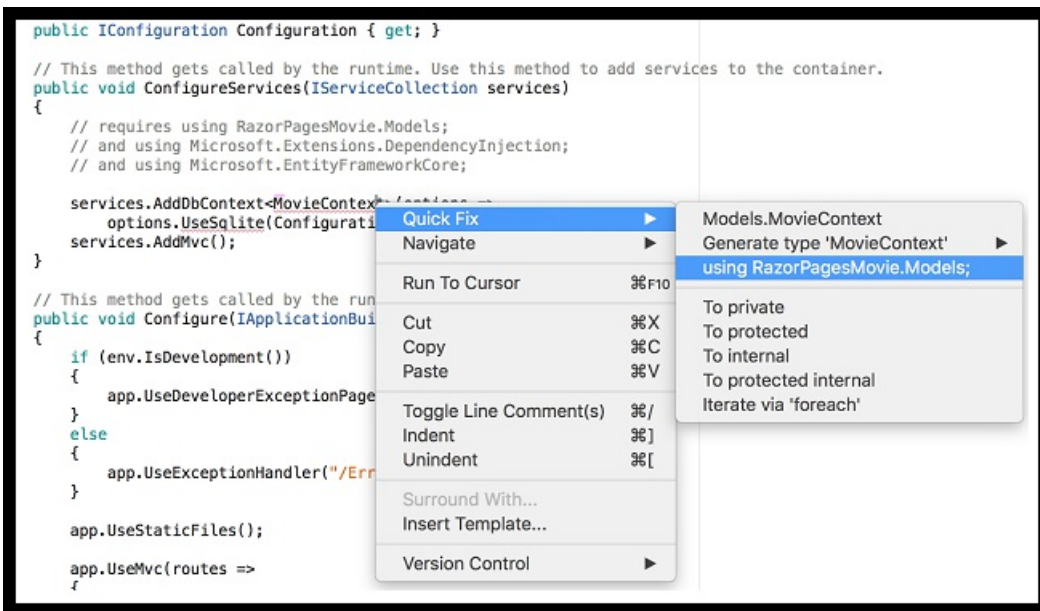 public IConfiguration Configuration { get; }
// This method gets called by the runtime. Use this method to add services to the container.
public void ConfigureServices(IServiceCollection services)
{
// requires using RazorPagesMovie.Models;
// and using Microsoft.Extensions.DependencyInjection;
// and using Microsoft.EntityFrameworkCore;
services.AddDbContext<MovieContext>(options =>
options.UseSqlite(Configurati
services.AddMvc();
}
// This method gets called by the run
public void Configure(IApplicationBui
{
if (env.IsDevelopment())
{
app.UseDeveloperExceptionPage
}
else
{
app.UseExceptionHandler("/Err
}
app.UseStaticFiles();
app.UseMvc(routes =>
{
Quick Fix ▶
Navigate ▶
Run To Cursor ⌘F10
Cut ⌘X
Copy ⌘C
Paste ⌘V
Toggle Line Comment(s) ⌘/
Indent ⌘]
Unindent ⌘[
Surround With...
Insert Template...
Version Control ▶
Models.MovieContext
Generate type 'MovieContext' ▶
using RazorPagesMovie.Models;
To private
To protected
To internal
To protected internal
Iterate via 'foreach'